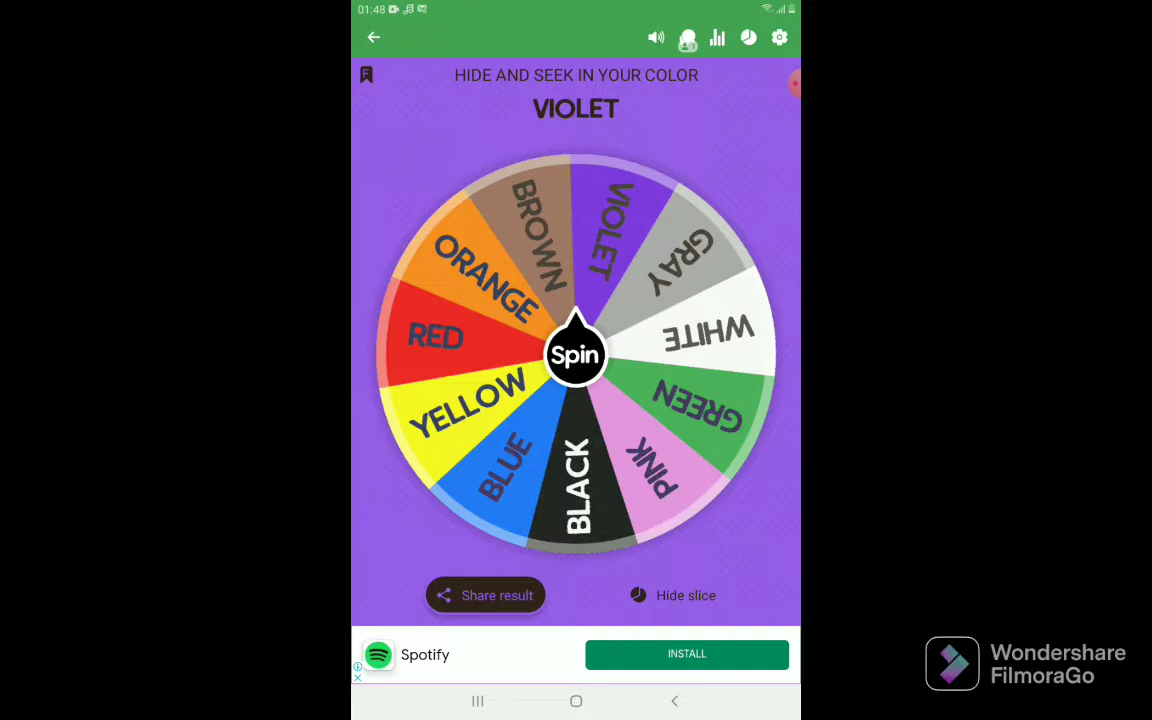 01:48
HIDE AND SEEK IN YOUR COLOR
VIOLET
BROWN
VIOLET
GRAY
WHITE
GREEN
PINK
BLACK
BLUE
YELLOW
RED
ORANGE
Spin
Share result
Hide slice
Spotify
INSTALL
Wondershare
FilmoraGo